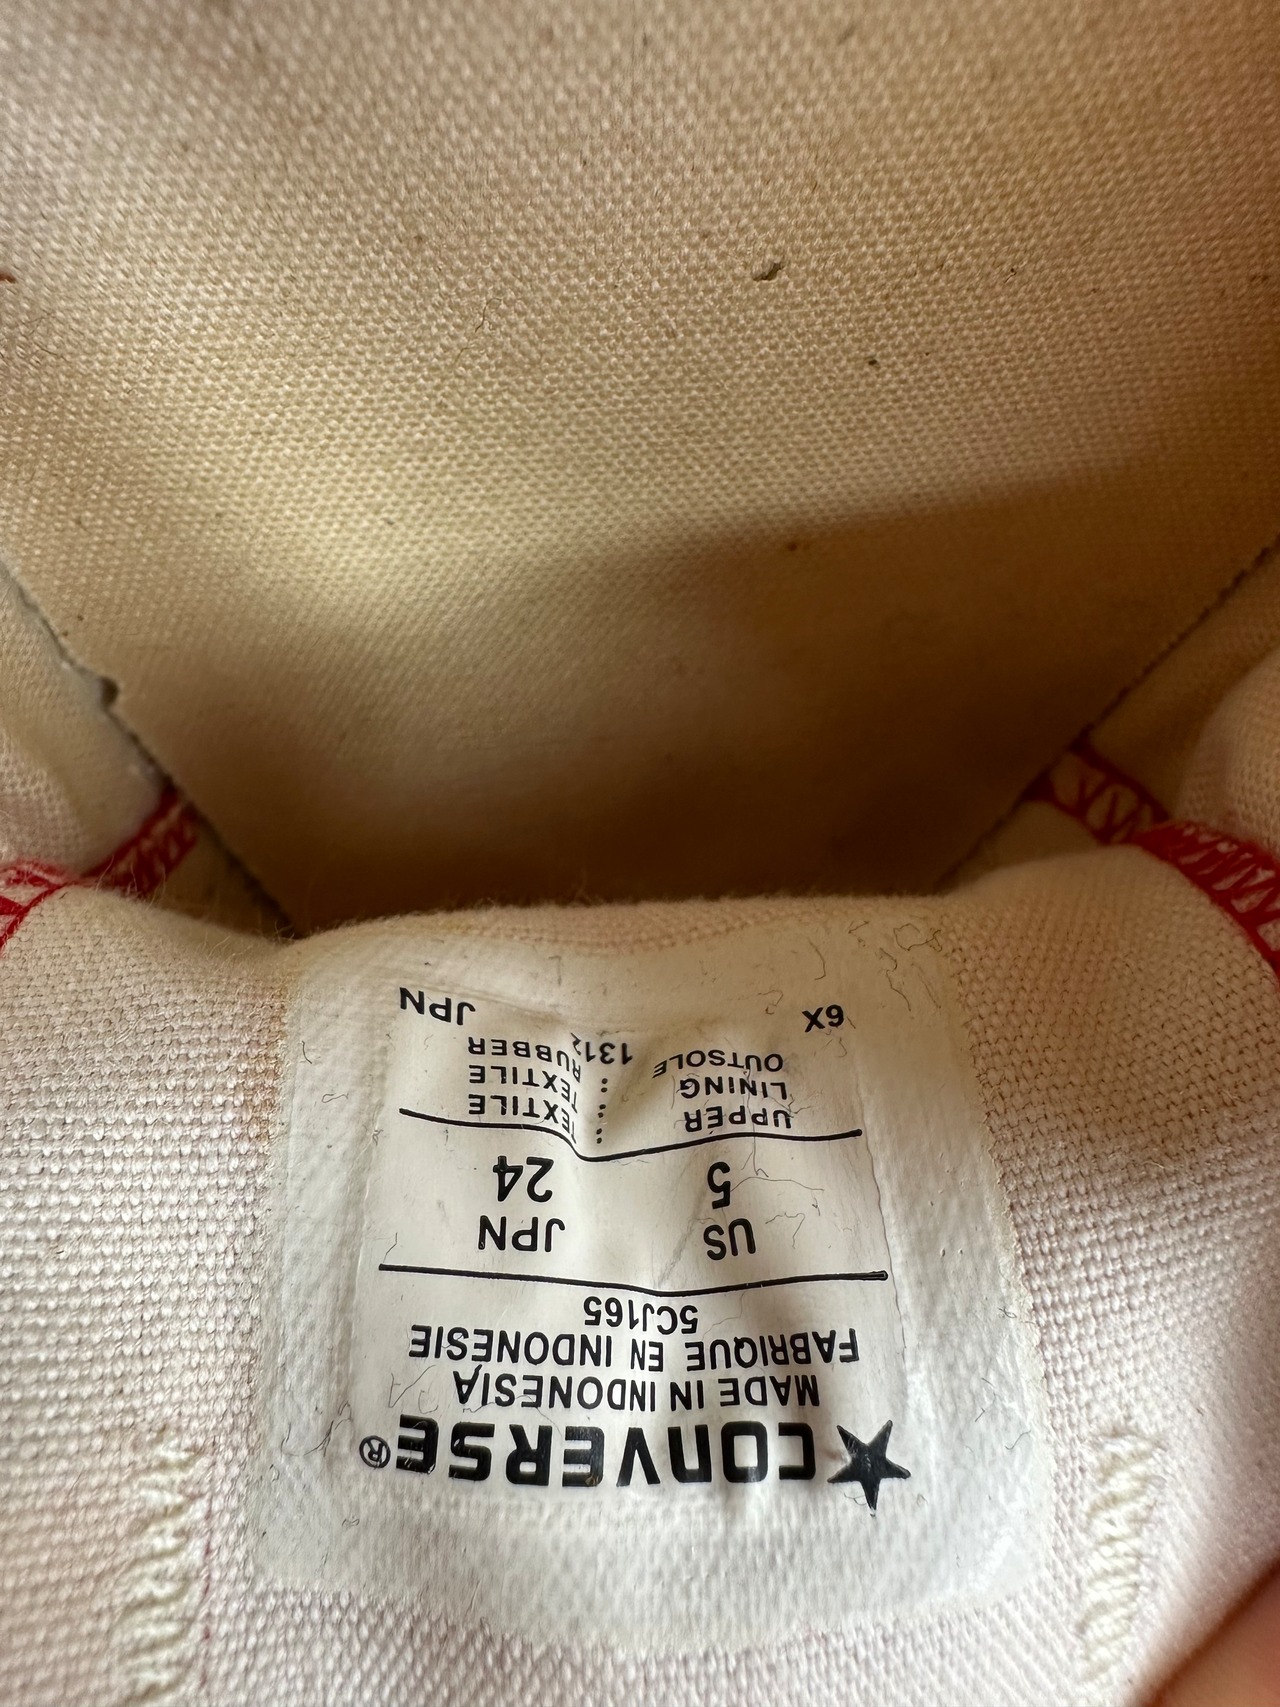 CONVERSE®
MADE IN INDONESIA
FABRIQUE EN INDONESIE
5CJ165
US JPN
5 24
UPPER : TEXTILE
LINING : TEXTILE
OUTSOLE : RUBBER
1312
6X JPN